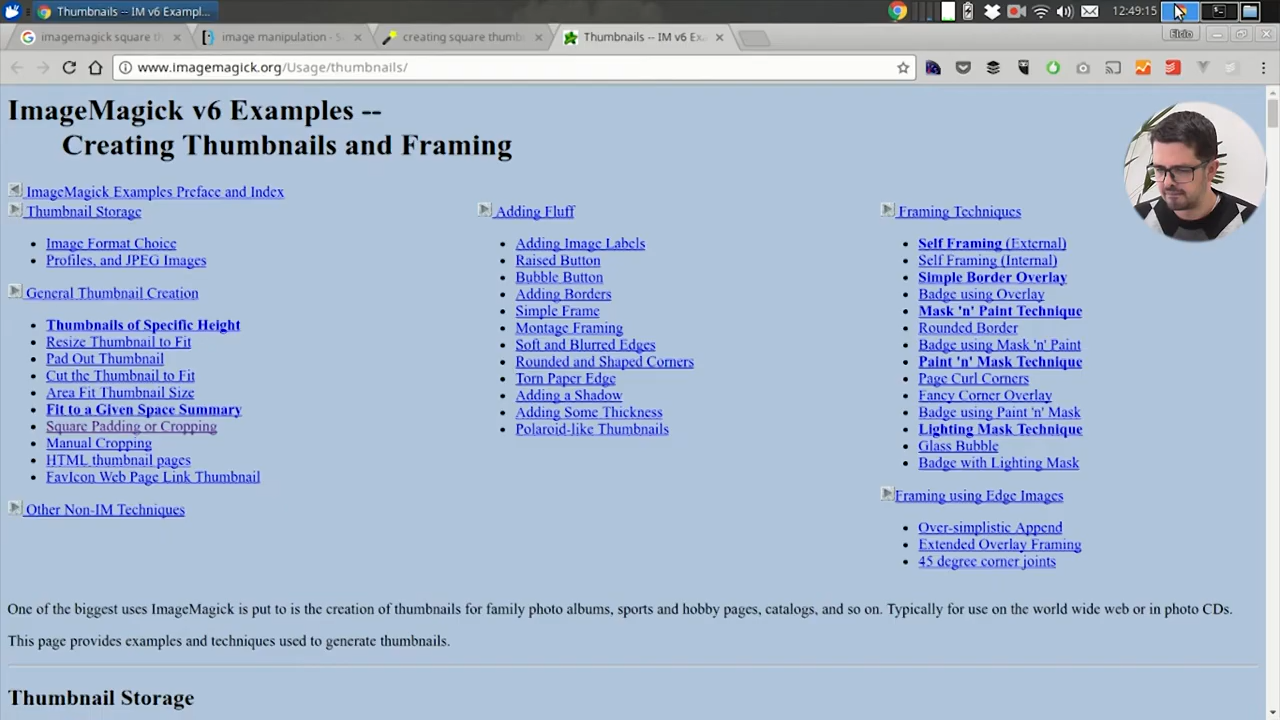 Thumbnails -- IM v6 Exampl...
12:49:15
Elcio
imagemagick square th
image manipulation - S
creating square thumb
Thumbnails -- IM v6 Ex
www.imagemagick.org/Usage/thumbnails/
ImageMagick v6 Examples --
Creating Thumbnails and Framing
ImageMagick Examples Preface and Index
Thumbnail Storage
Image Format Choice
Profiles, and JPEG Images
General Thumbnail Creation
Thumbnails of Specific Height
Resize Thumbnail to Fit
Pad Out Thumbnail
Cut the Thumbnail to Fit
Area Fit Thumbnail Size
Fit to a Given Space Summary
Square Padding or Cropping
Manual Cropping
HTML thumbnail pages
FavIcon Web Page Link Thumbnail
Other Non-IM Techniques
Adding Fluff
Adding Image Labels
Raised Button
Bubble Button
Adding Borders
Simple Frame
Montage Framing
Soft and Blurred Edges
Rounded and Shaped Corners
Torn Paper Edge
Adding a Shadow
Adding Some Thickness
Polaroid-like Thumbnails
Framing Techniques
Self Framing (External)
Self Framing (Internal)
Simple Border Overlay
Badge using Overlay
Mask 'n' Paint Technique
Rounded Border
Badge using Mask 'n' Paint
Paint 'n' Mask Technique
Page Curl Corners
Fancy Corner Overlay
Badge using Paint 'n' Mask
Lighting Mask Technique
Glass Bubble
Badge with Lighting Mask
Framing using Edge Images
Over-simplistic Append
Extended Overlay Framing
45 degree corner joints
One of the biggest uses ImageMagick is put to is the creation of thumbnails for family photo albums, sports and hobby pages, catalogs, and so on. Typically for use on the world wide web or in photo CDs.
This page provides examples and techniques used to generate thumbnails.
Thumbnail Storage